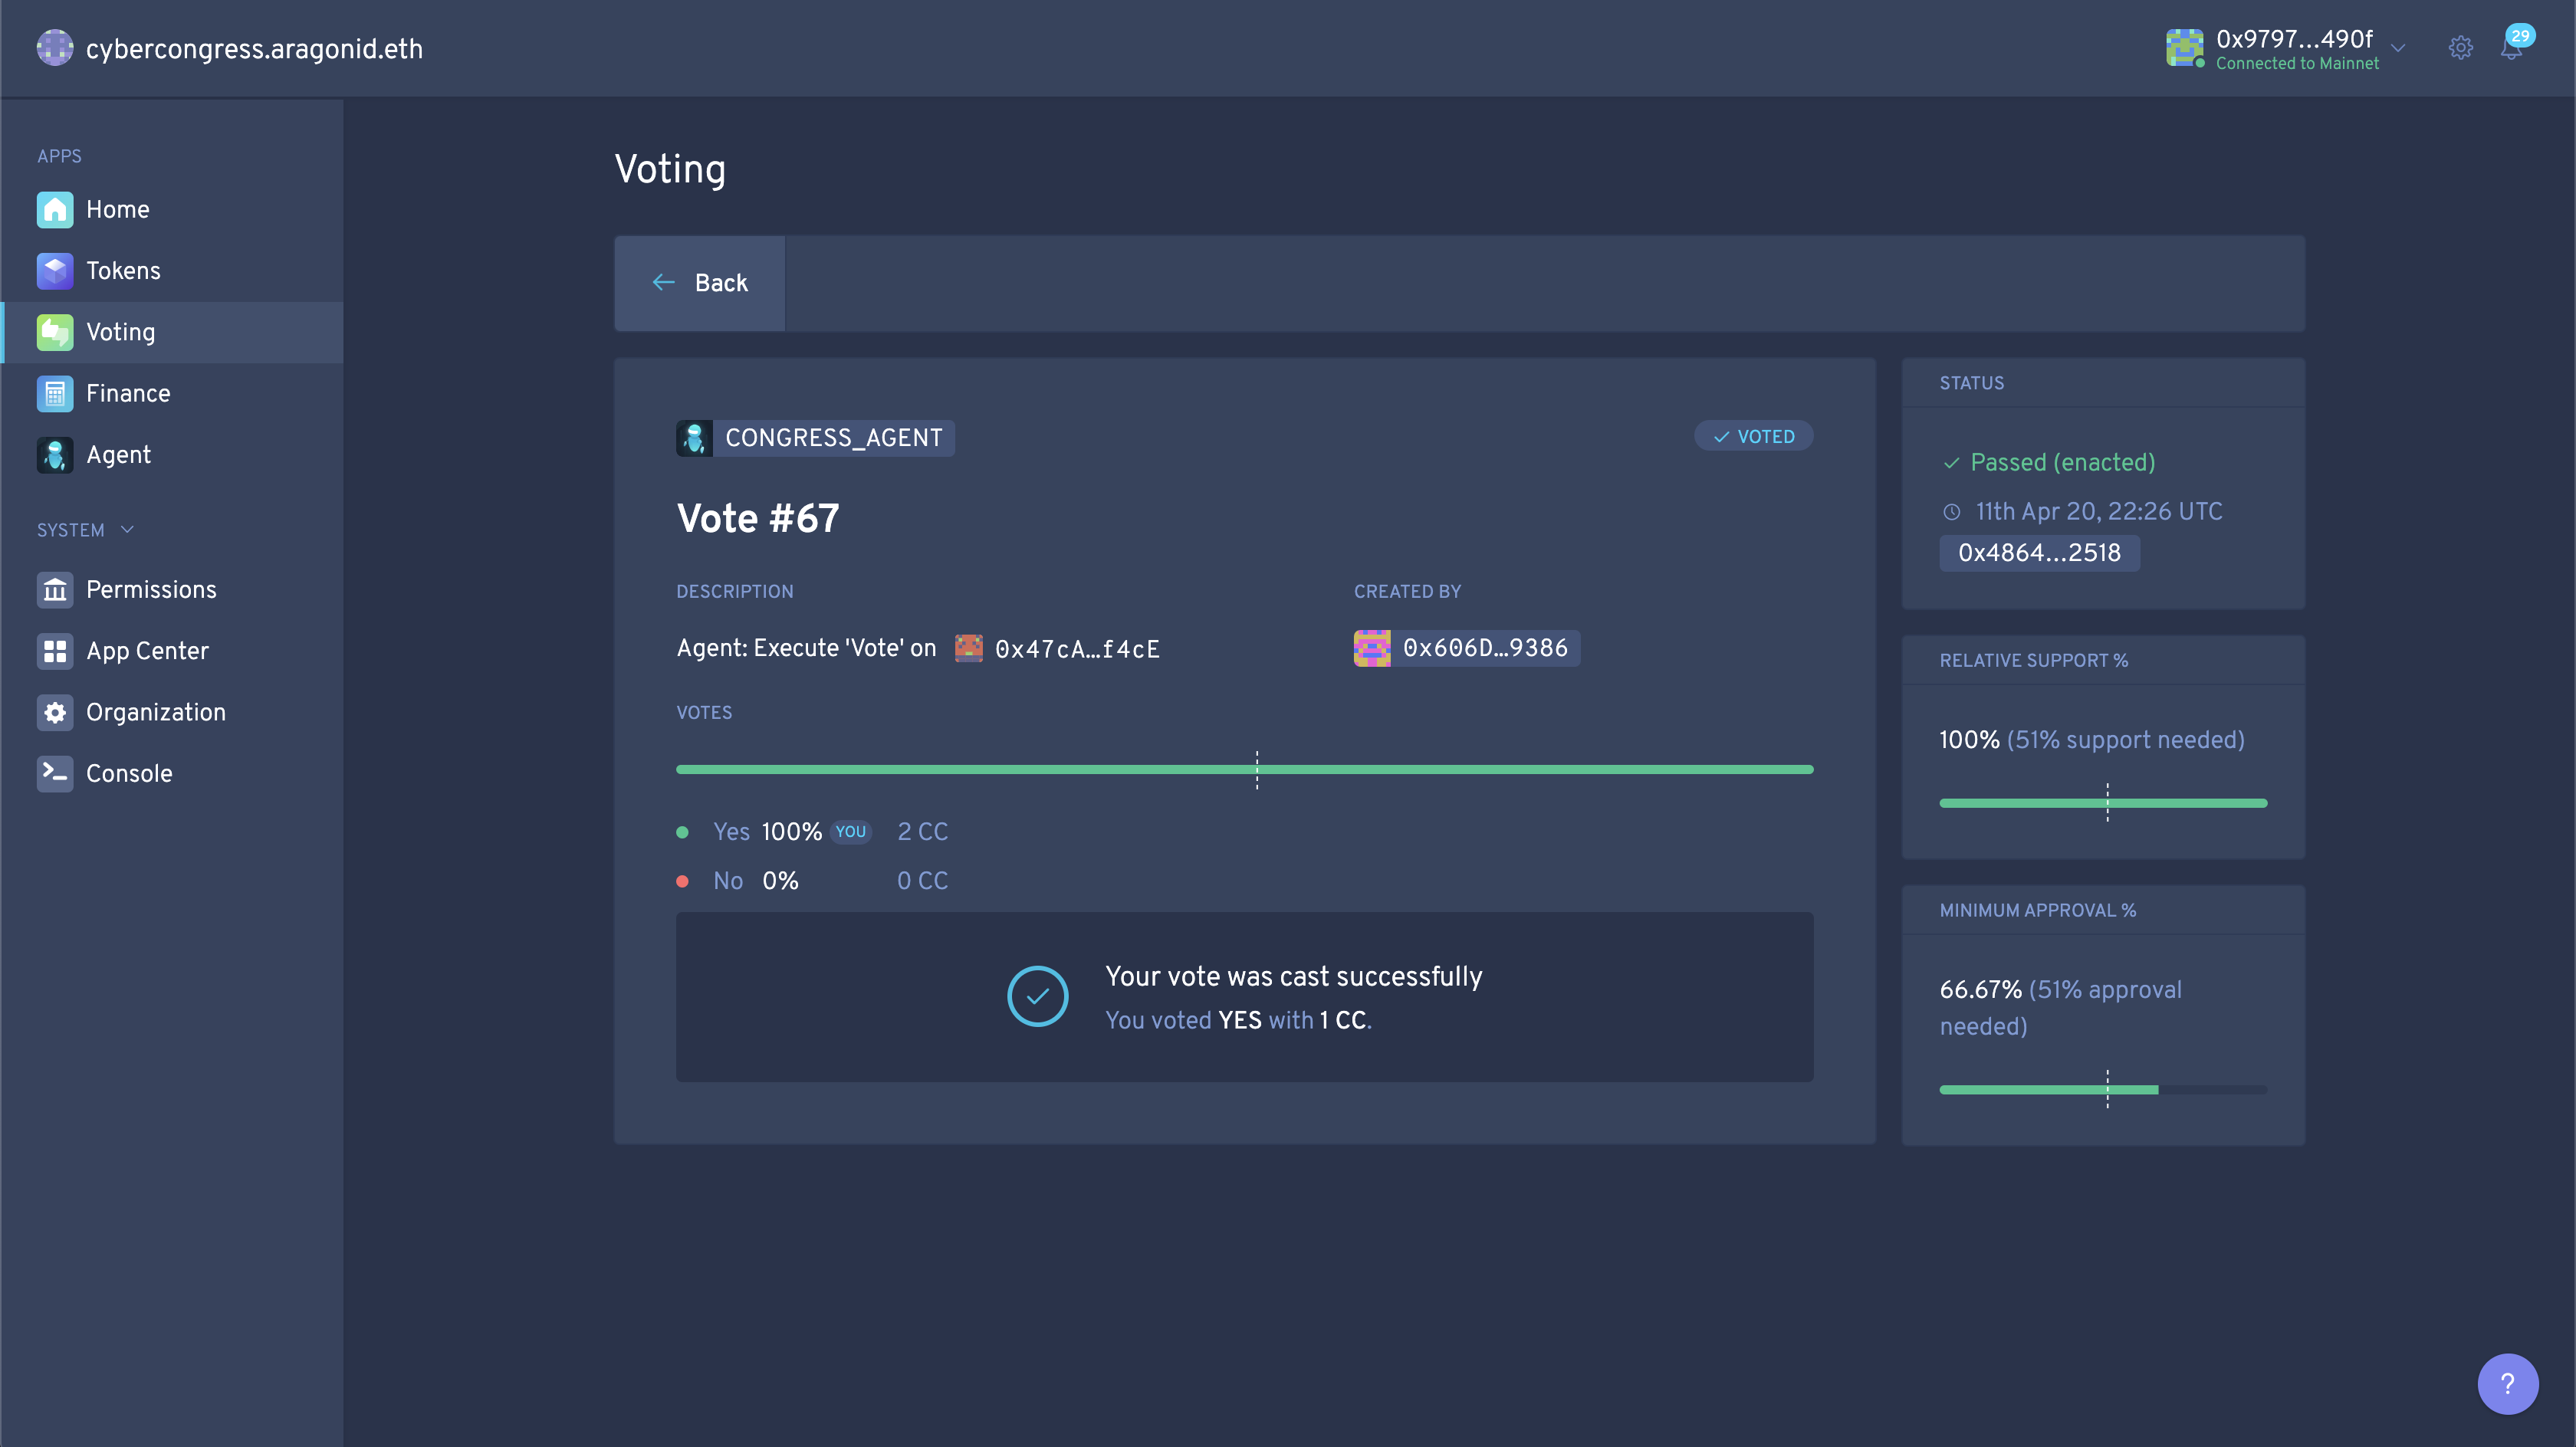 cybercongress.aragonid.eth
0x9797...490f
Connected to Mainnet
29
APPS
Home
Tokens
Voting
Finance
Agent
SYSTEM
Permissions
App Center
Organization
Console
Voting
Back
CONGRESS_AGENT
VOTED
Vote #67
DESCRIPTION
Agent: Execute 'Vote' on 0x47cA…f4cE
CREATED BY
0x606D…9386
VOTES
Yes 100% YOU 2 CC
No 0% 0 CC
Your vote was cast successfully
You voted YES with 1 CC.
STATUS
Passed (enacted)
11th Apr 20, 22:26 UTC
0x4864...2518
RELATIVE SUPPORT %
100% (51% support needed)
MINIMUM APPROVAL %
66.67% (51% approval
needed)
?